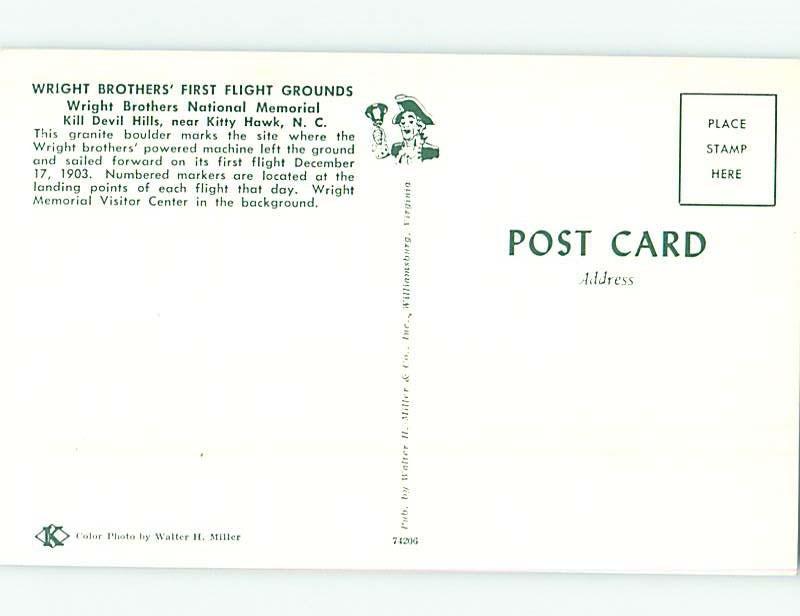 WRIGHT BROTHERS' FIRST FLIGHT GROUNDS
Wright Brothers National Memorial
Kill Devil Hills, near Kitty Hawk, N. C.
This granite boulder marks the site where the
Wright brothers' powered machine left the ground
and sailed forward on its first flight December
17, 1903. Numbered markers are located at the
landing points of each flight that day. Wright
Memorial Visitor Center in the background.
Pub. by Walter H. Miller & Co., Inc., Williamsburg, Virginia
PLACE
STAMP
HERE
POST CARD
Address
K
Color Photo by Walter H. Miller
74206